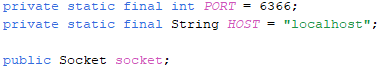 private static final int PORT = 6366;
private static final String HOST = "localhost";
public Socket socket;